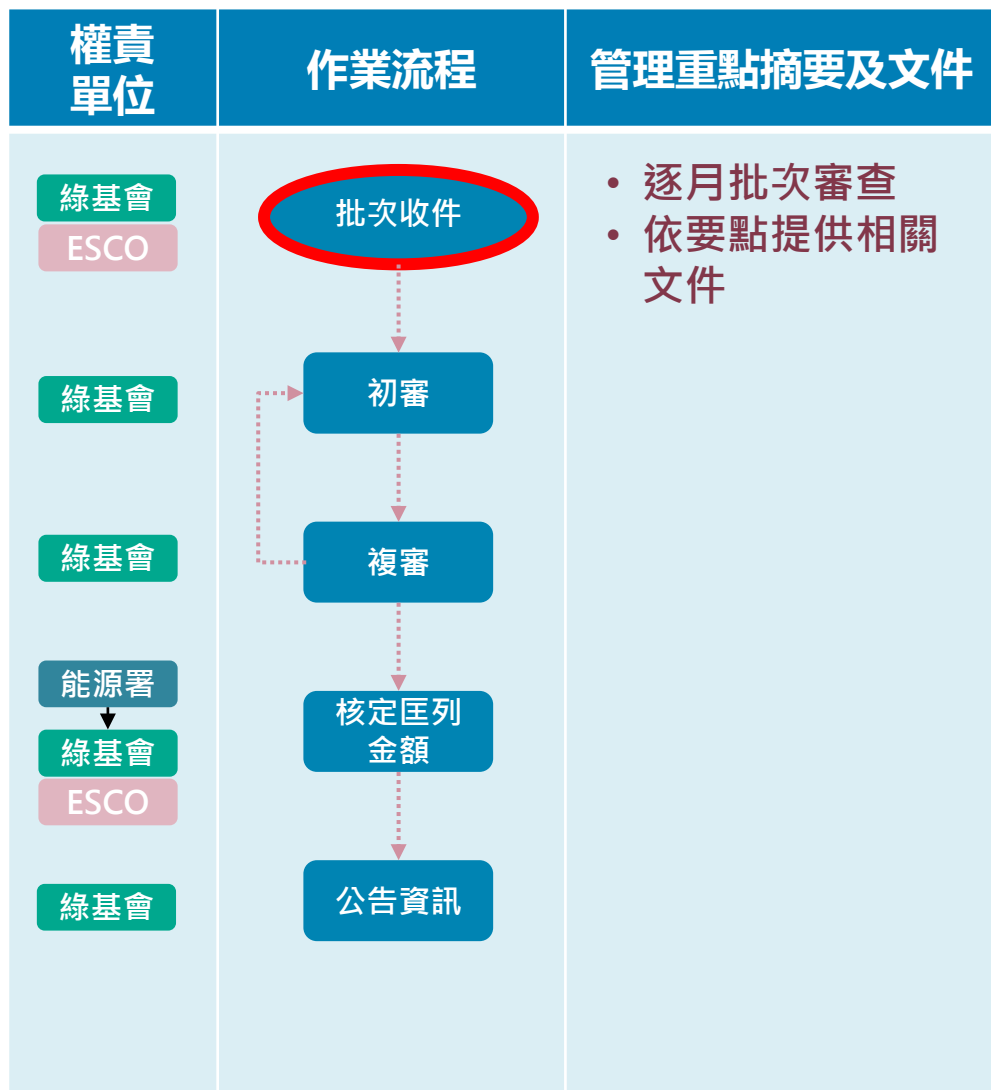 權責
單位
作業流程
管理重點摘要及文件
綠基會
ESCO
批次收件
• 逐月批次審查
• 依要點提供相關
文件
綠基會
初審
綠基會
複審
能源署
綠基會
ESCO
核定匡列
金額
綠基會
公告資訊